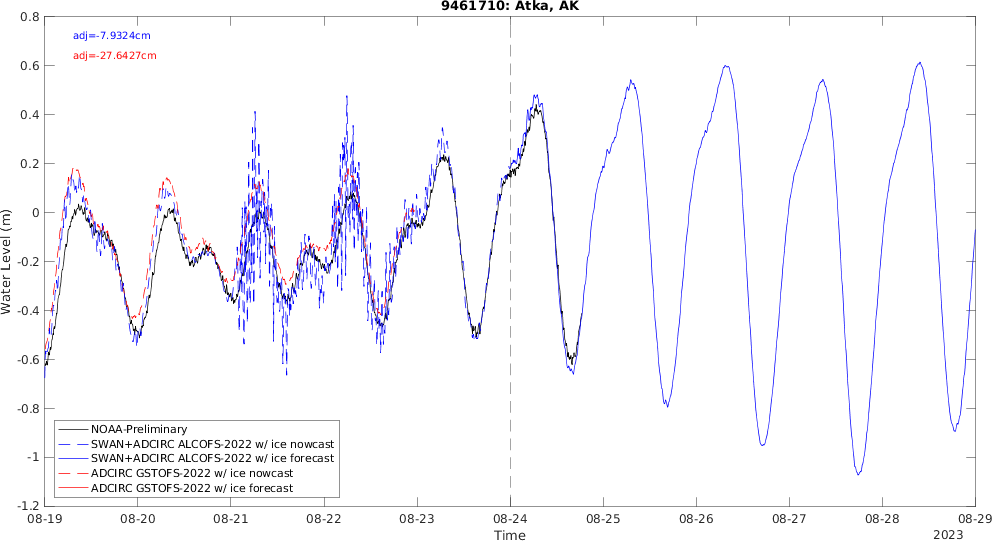 9461710: Atka, AK
adj=-7.9324cm
adj=-27.6427cm
Water Level (m)
0.8
0.6
0.4
0.2
0
-0.2
-0.4
-0.6
-0.8
-1
-1.2
NOAA-Preliminary
SWAN+ADCIRC ALCOFS-2022 w/ ice nowcast
SWAN+ADCIRC ALCOFS-2022 w/ ice forecast
ADCIRC GSTOFS-2022 w/ ice nowcast
ADCIRC GSTOFS-2022 w/ ice forecast
08-19 08-20 08-21 08-22 08-23 08-24 08-25 08-26 08-27 08-28 08-29
Time
2023